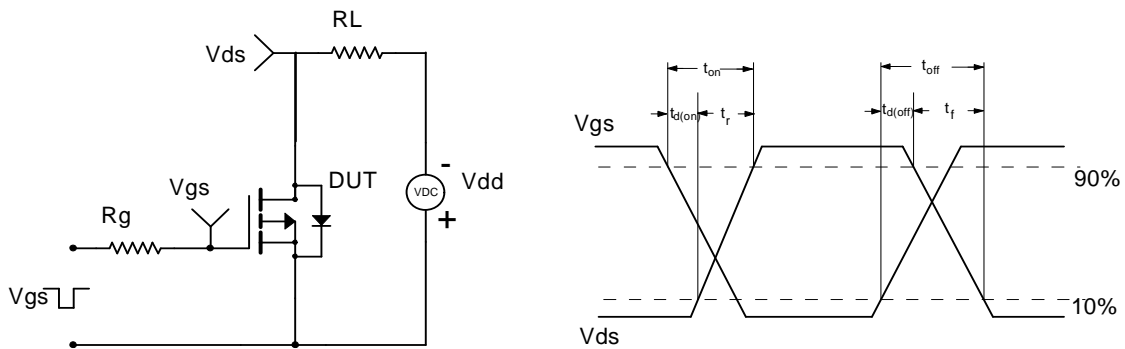 RL
Vds
Vgs
DUT
Rg
VDC
-
+
Vdd
Vgs
ton
toff
td(on)
tr
td(off)
tf
Vgs
90%
10%
Vds